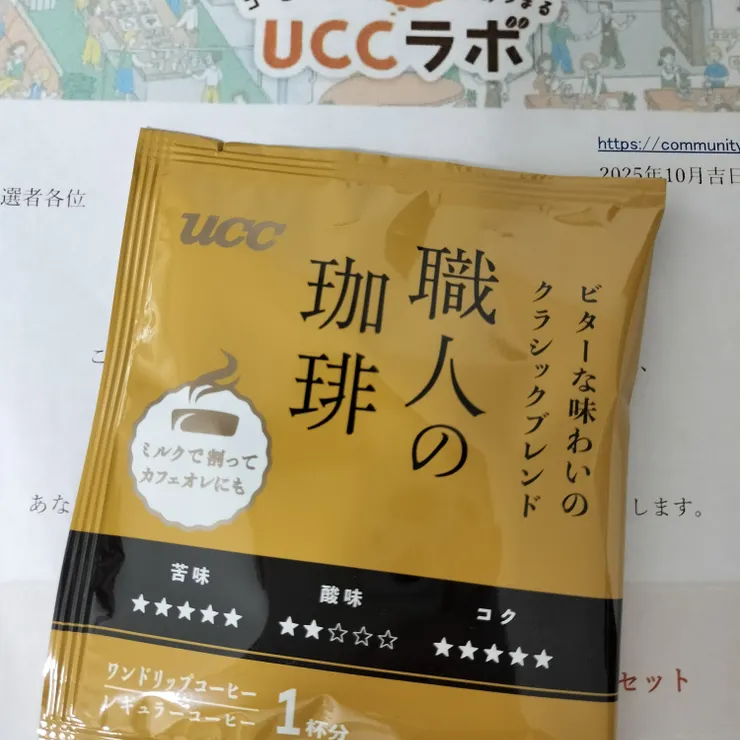 UCCラボ
https://community
2025年10月吉日
選者各位
ucc
職人の
珈琲
ビターな味わいの
クラシックブレンド
ミルクで割って
カフェオレにも
あな
します。
苦味
★★★★★
酸味
★★☆☆☆
コク
★★★★★
セット
ワンドリップコーヒー
レギュラーコーヒー
1杯分